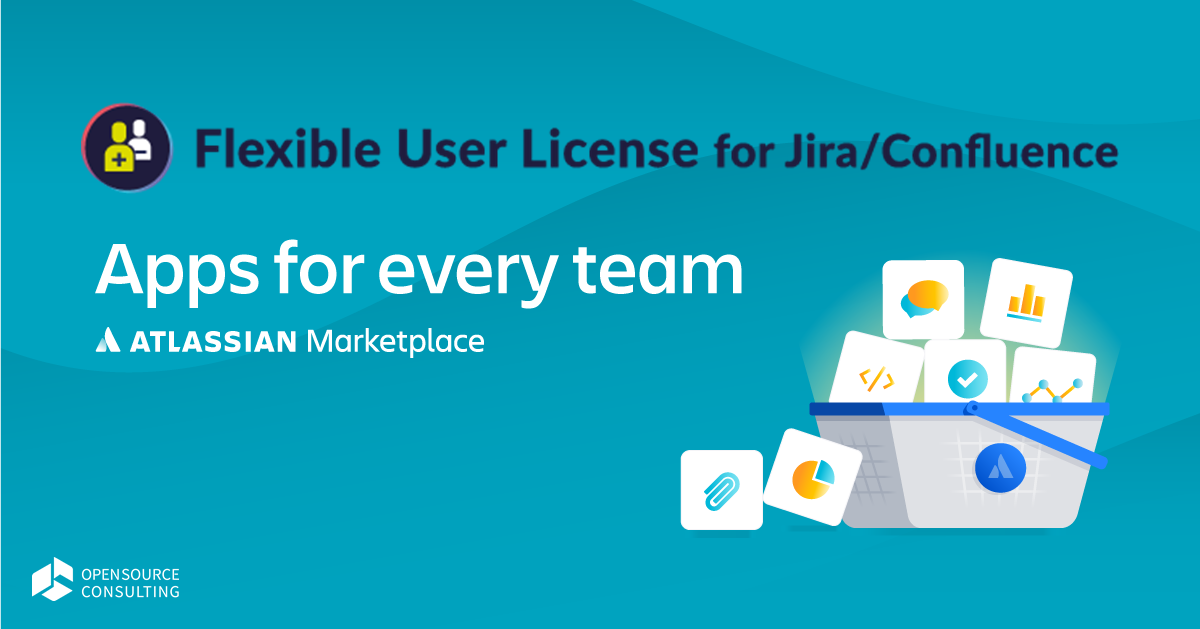 Flexible User License for Jira/Confluence
Apps for every team
ATLASSIAN Marketplace
</>
OPENSOURCE
CONSULTING